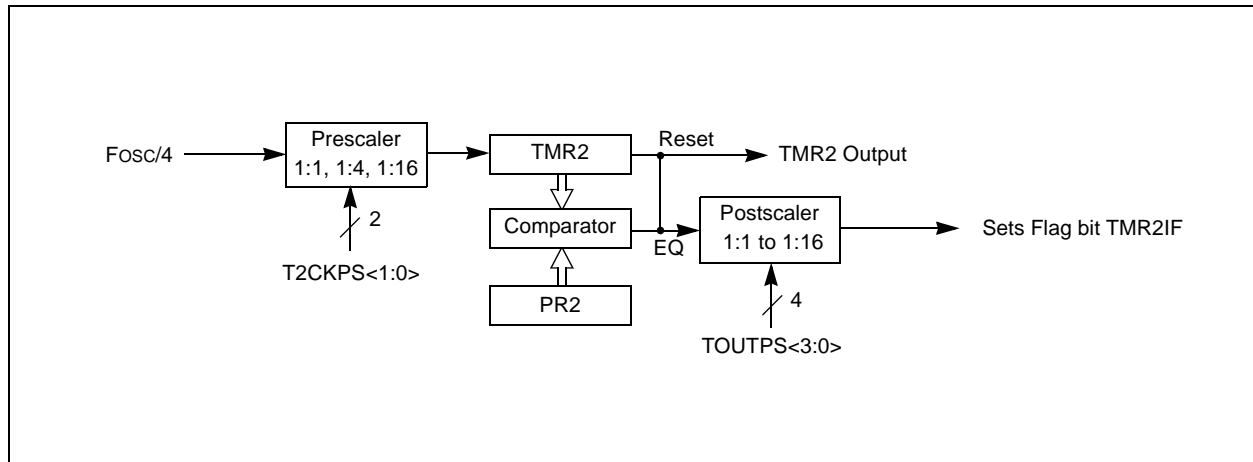 FOSC/4
Prescaler
1:1, 1:4, 1:16
2
T2CKPS<1:0>
TMR2
Reset
TMR2 Output
Comparator
EQ
PR2
Postscaler
1:1 to 1:16
4
TOUTPS<3:0>
Sets Flag bit TMR2IF